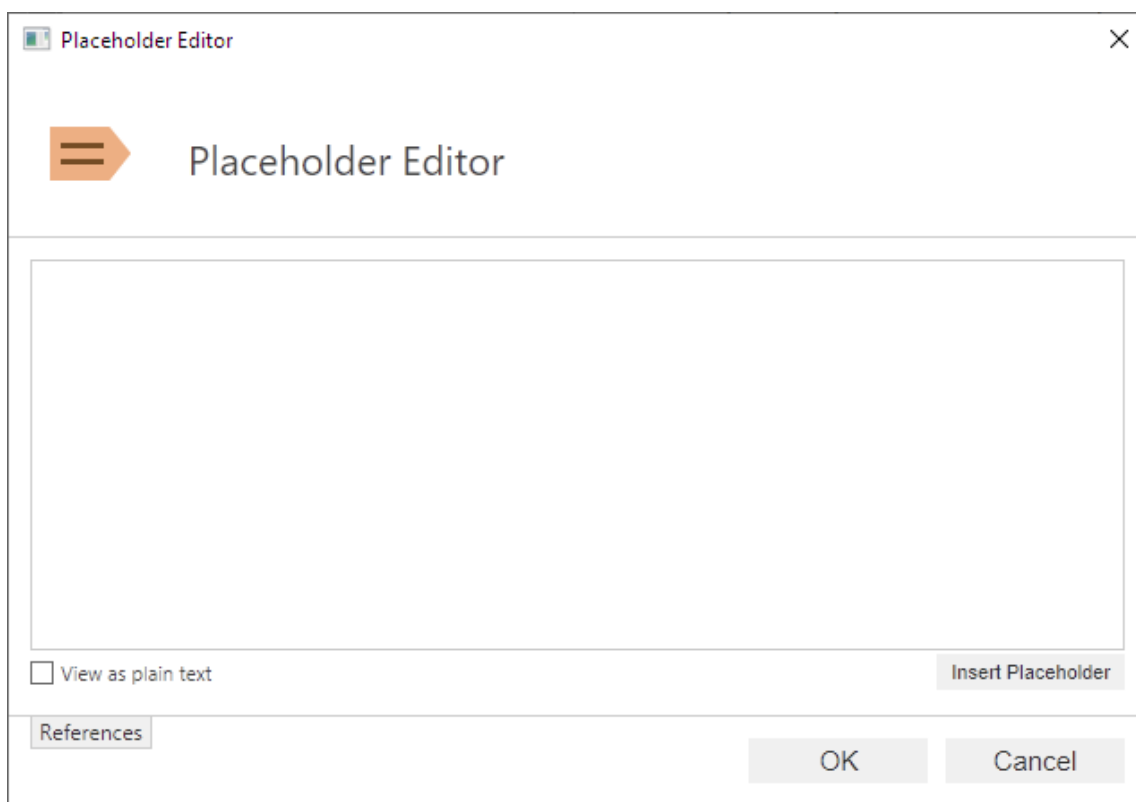 Placeholder Editor
Placeholder Editor
View as plain text
Insert Placeholder
References
OK
Cancel